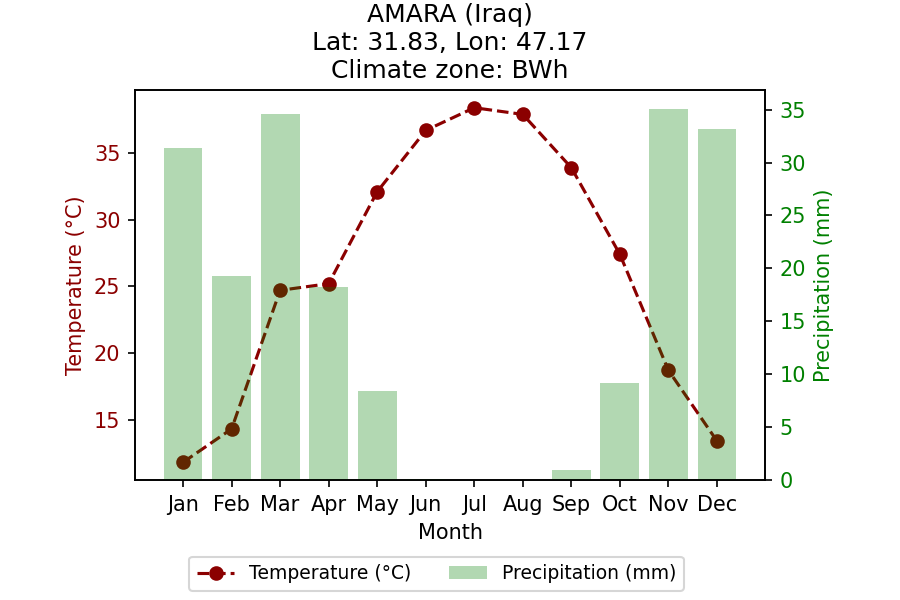 AMARA (Iraq)
Lat: 31.83, Lon: 47.17
Climate zone: BWh
35
30
25
20
15
Temperature (°C)
35
30
25
20
15
10
5
0
Precipitation (mm)
Jan Feb Mar Apr May Jun Jul Aug Sep Oct Nov Dec
Month
Temperature (°C) Precipitation (mm)